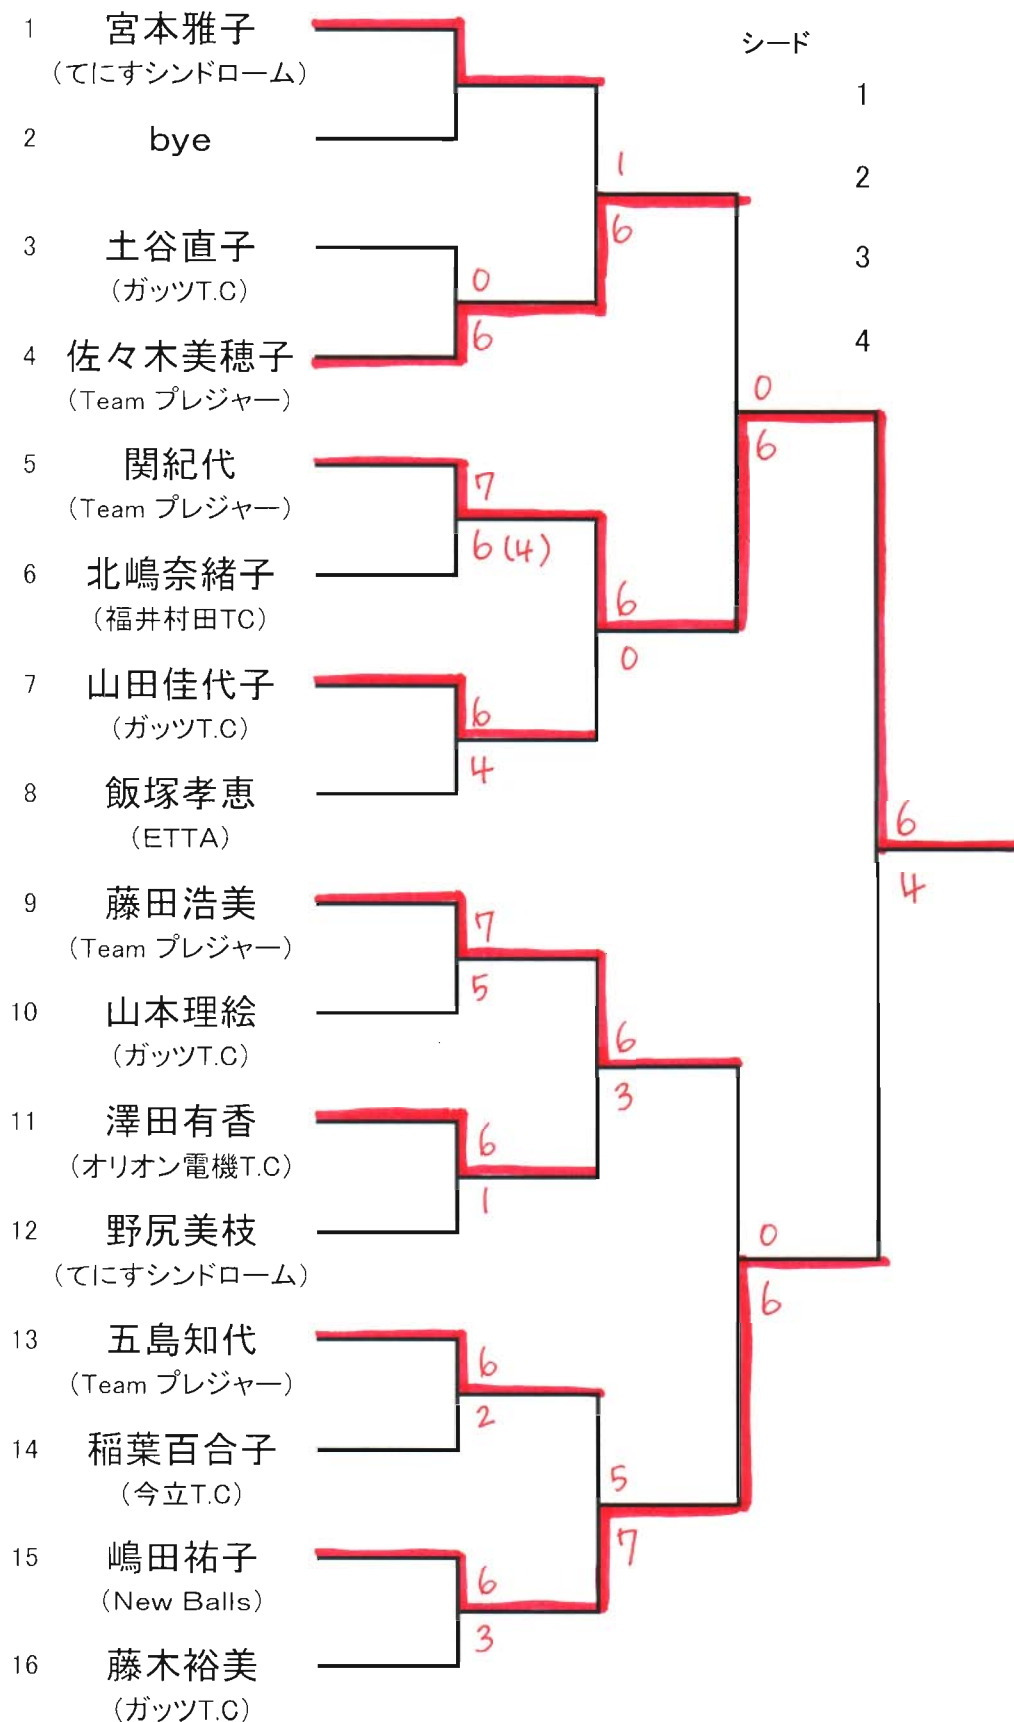 1 宮本雅子
(てにすシンドローム)
2 bye
3 土谷直子
(ガッツT.C)
4 佐々木美穂子
(Team プレジャー)
5 関紀代
(Team プレジャー)
6 北嶋奈緒子
(福井村田TC)
7 山田佳代子
(ガッツT.C)
8 飯塚孝恵
(ETTA)
9 藤田浩美
(Team プレジャー)
10 山本理絵
(ガッツT.C)
11 澤田有香
(オリオン電機T.C)
12 野尻美枝
(てにすシンドローム)
13 五島知代
(Team プレジャー)
14 稲葉百合子
(今立T.C)
15 嶋田祐子
(New Balls)
16 藤木裕美
(ガッツT.C)
0
6
7
6(4)
6
4
7
5
6
1
6
2
6
3
1
6
6
0
6
3
5
7
0
6
0
6
6
4
シード
1
2
3
4